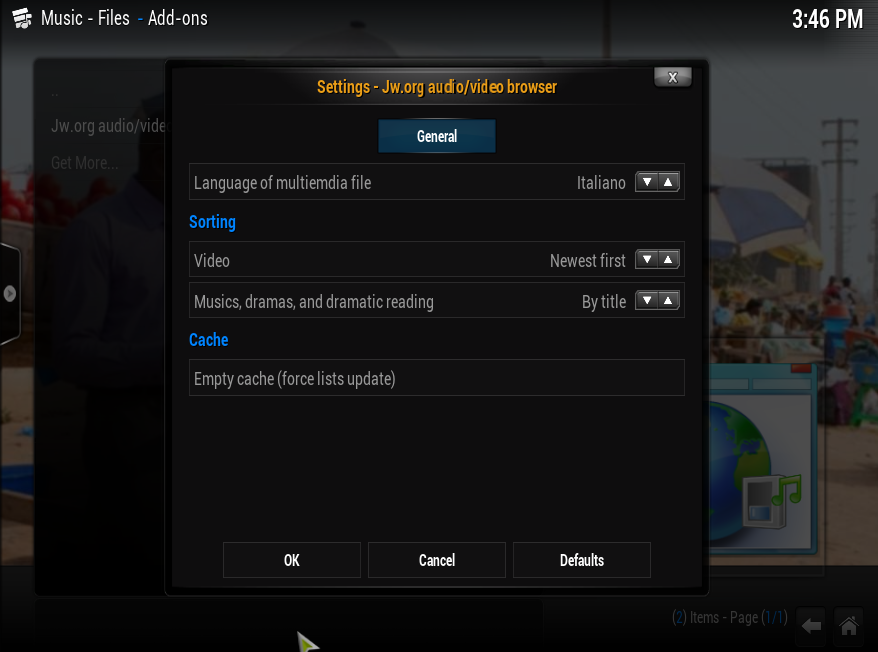 Music - Files - Add-ons
3:46 PM
Settings - Jw.org audio/video browser
X
..
Jw.org audio/vide
Get More...
General
Language of multiemdia file Italiano
Sorting
Video Newest first
Musics, dramas, and dramatic reading By title
Cache
Empty cache (force lists update)
OK Cancel Defaults
(2) Items - Page (1/1)